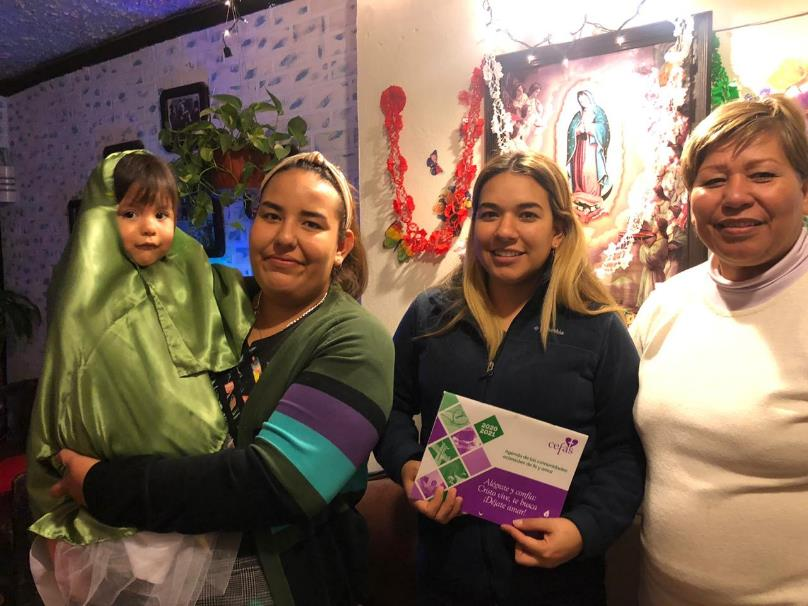 Columbia
2020
2021
cefas
Agenda de las comunidades
eclesiales de fe y amor
Alégrate y confía:
Cristo vive, te busca
¡Déjate amar!